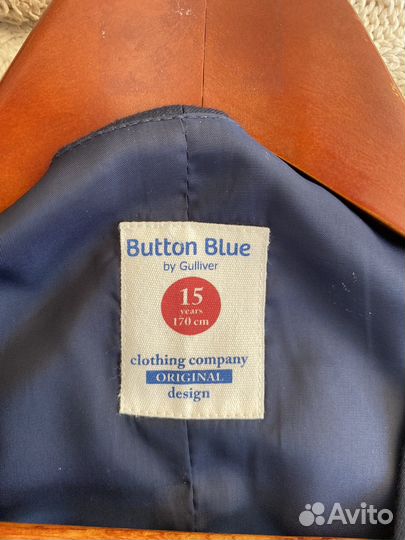 Button Blue
by Gulliver
15
years
170 cm
clothing company
ORIGINAL
design
Avito